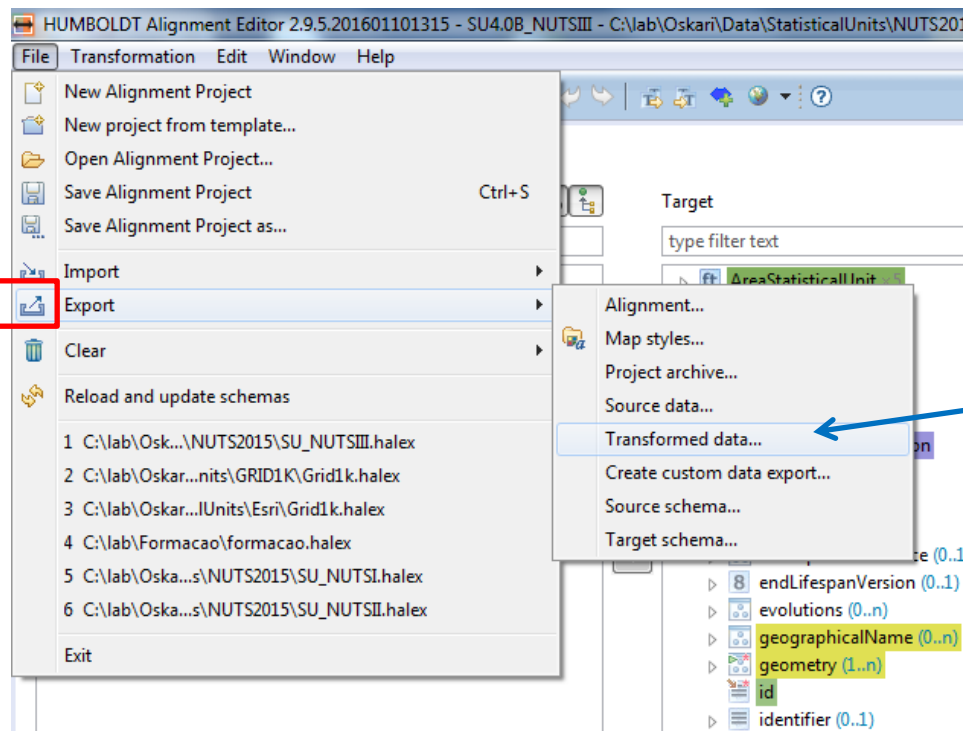 HUMBOLDT Alignment Editor 2.9.5.201601101315 - SU4.0B_NUTSIII - C:\lab\Oskari\Data\StatisticalUnits\NUTS201
File Transformation Edit Window Help
New Alignment Project
New project from template...
Open Alignment Project...
Save Alignment Project Ctrl+S
Save Alignment Project as...
Import
Export
Clear
Reload and update schemas
1 C:\lab\Osk...\NUTS2015\SU_NUTSIII.halex
2 C:\lab\Oskar...nits\GRID1K\Grid1k.halex
3 C:\lab\Oskar...lUnits\Esri\Grid1k.halex
4 C:\lab\Formacao\formacao.halex
5 C:\lab\Oska...s\NUTS2015\SU_NUTSI.halex
6 C:\lab\Oska...s\NUTS2015\SU_NUTSII.halex
Exit
Alignment...
Map styles...
Project archive...
Source data...
Transformed data...
Create custom data export...
Source schema...
Target schema...
Target
type filter text
AreaStatisticalUnit ×5
on
ce (0..1
endLifespanVersion (0..1)
evolutions (0..n)
geographicalName (0..n)
geometry (1..n)
id
identifier (0..1)